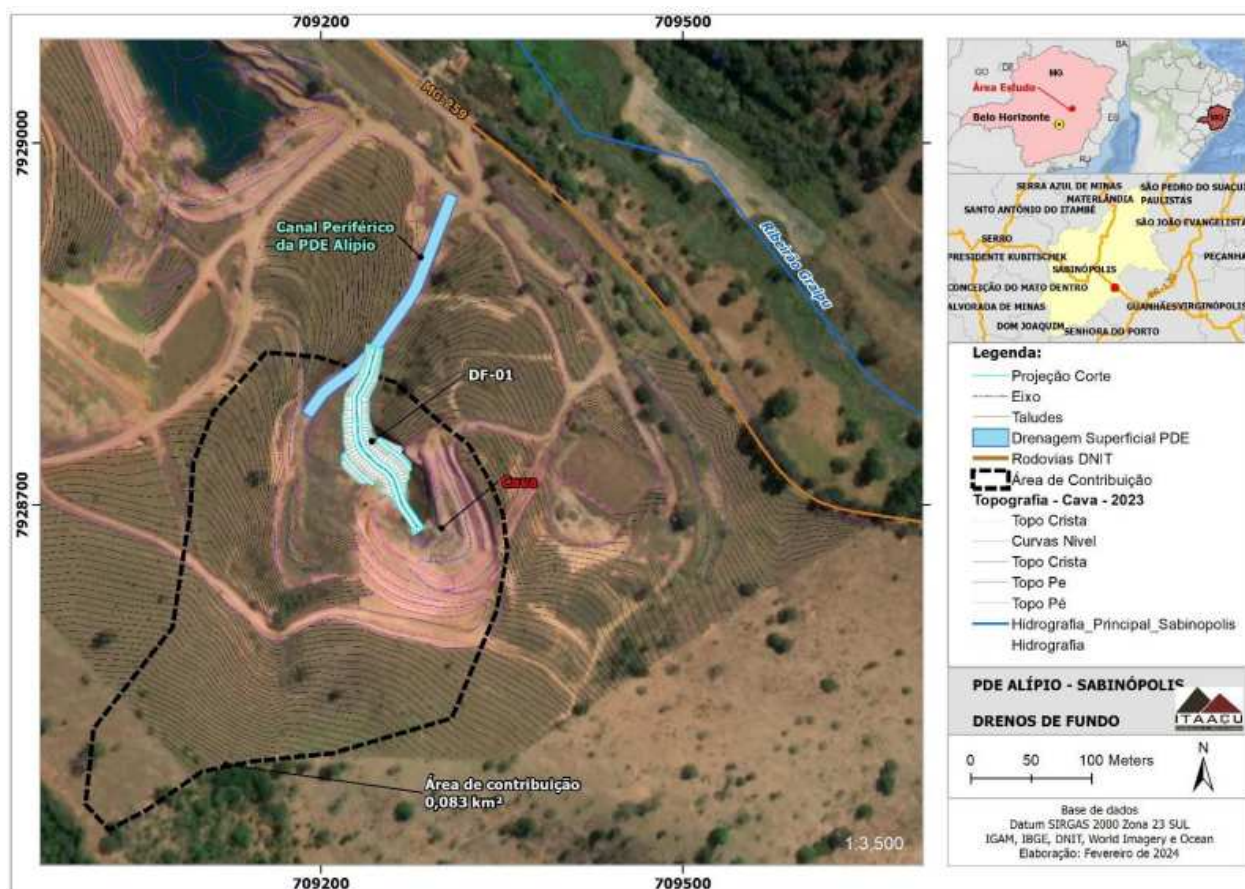 709200
709500
7929000
7928700
MG-259
Canal Periférico
da PDE Alípio
Ribeirão Graipu
DF-01
Cava
Área de contribuição
0,083 km²
1:3,500
709200
709500
BA
GO
DF
MG
Área Estudo
Belo Horizonte
ES
RJ
MG
SERRA AZUL DE MINAS
SÃO PEDRO DO SUAÇUÍ
MATERLÂNDIA
PAULISTAS
SANTO ANTÔNIO DO ITAMBÉ
SÃO JOÃO EVANGELISTA
SERRO
PRESIDENTE KUBITSCHEK
PEÇANHA
SABINÓPOLIS
CONCEIÇÃO DO MATO DENTRO
ALVORADA DE MINAS
GUANHÃES
VIRGINÓPOLIS
DOM JOAQUIM
SENHORA DO PORTO
Legenda:
Projeção Corte
Eixo
Taludes
Drenagem Superficial PDE
Rodovias DNIT
Área de Contribuição
Topografia - Cava - 2023
Topo Crista
Curvas Nivel
Topo Crista
Topo Pe
Topo Pé
Hidrografia_Principal_Sabinopolis
Hidrografia
PDE ALÍPIO - SABINÓPOLIS
DRENOS DE FUNDO
ITAAÇU
0 50 100 Meters
N
Base de dados
Datum SIRGAS 2000 Zona 23 SUL
IGAM, IBGE, DNIT, World Imagery e Ocean
Elaboração: Fevereiro de 2024